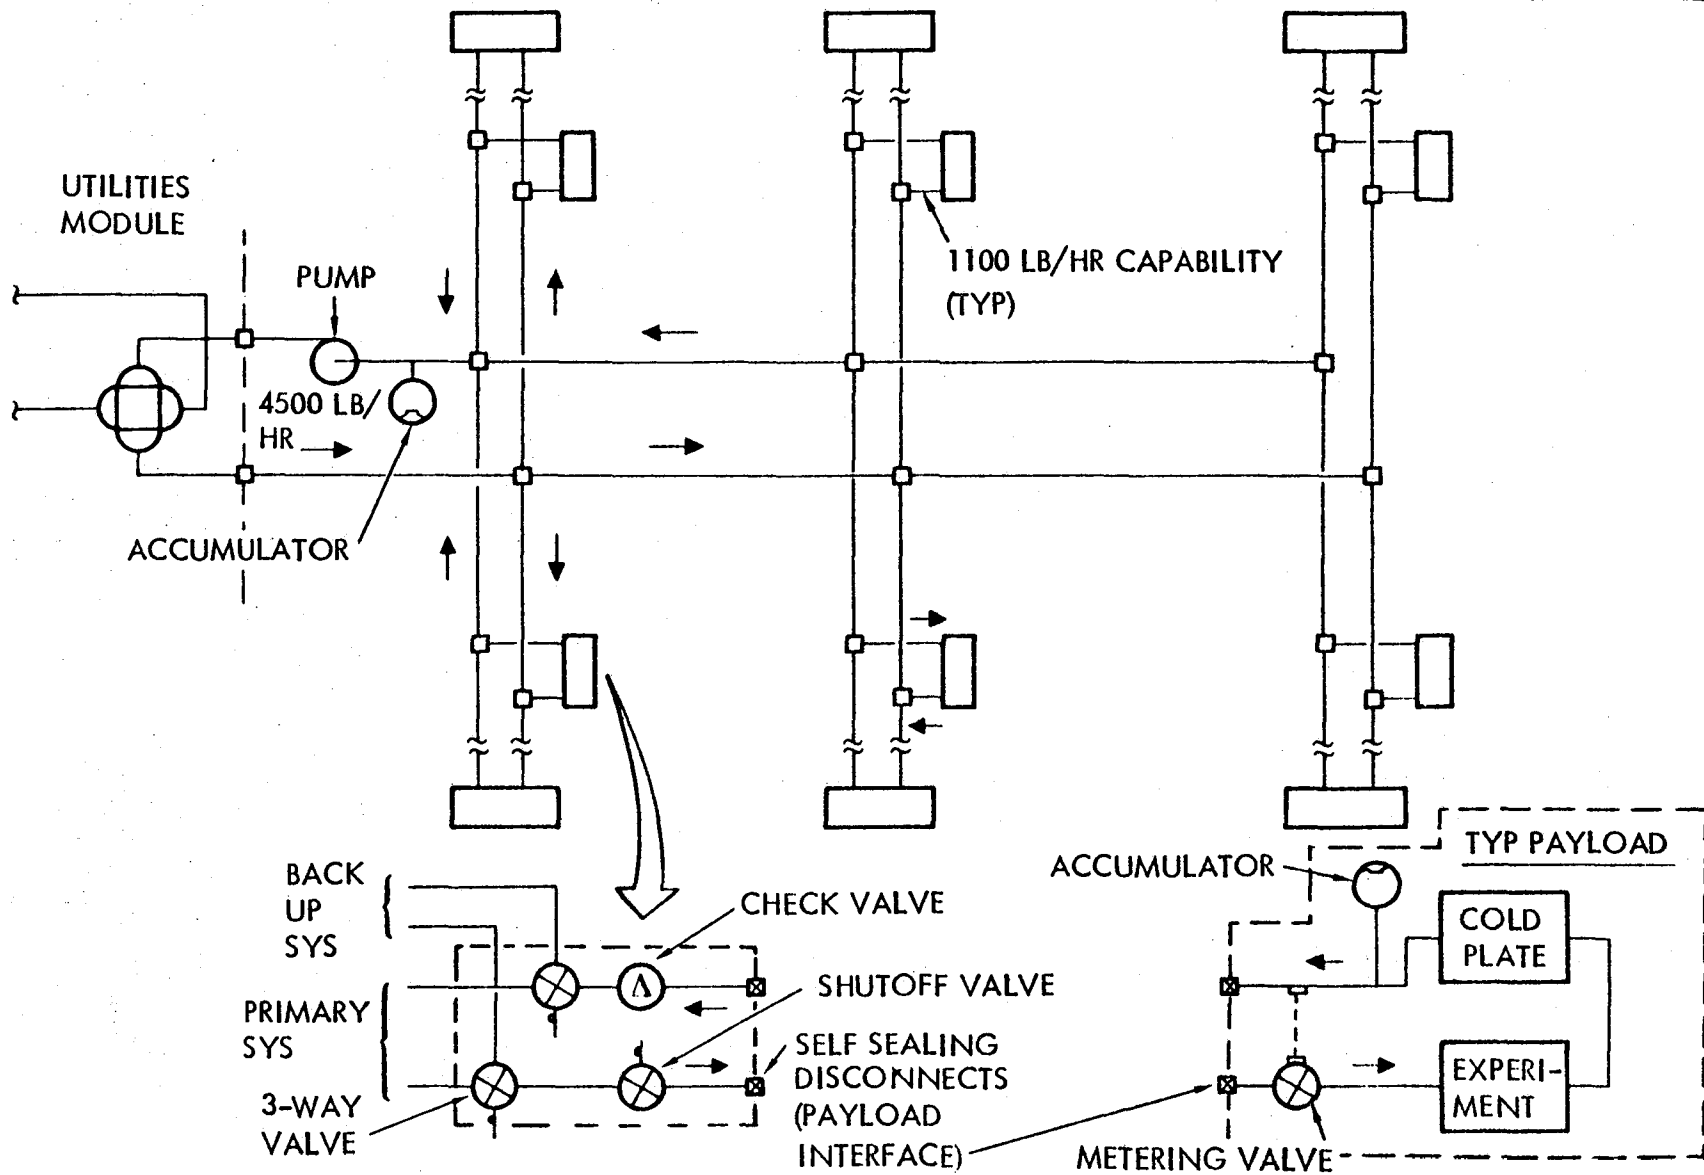 UTILITIES
MODULE
PUMP
1100 LB/HR CAPABILITY
(TYP)
4500 LB/
HR
ACCUMULATOR
BACK
UP
SYS
PRIMARY
SYS
3-WAY
VALVE
CHECK VALVE
SHUTOFF VALVE
SELF SEALING
DISCONNECTS
(PAYLOAD
INTERFACE)
ACCUMULATOR
TYP PAYLOAD
COLD
PLATE
EXPERI-
MENT
METERING VALVE